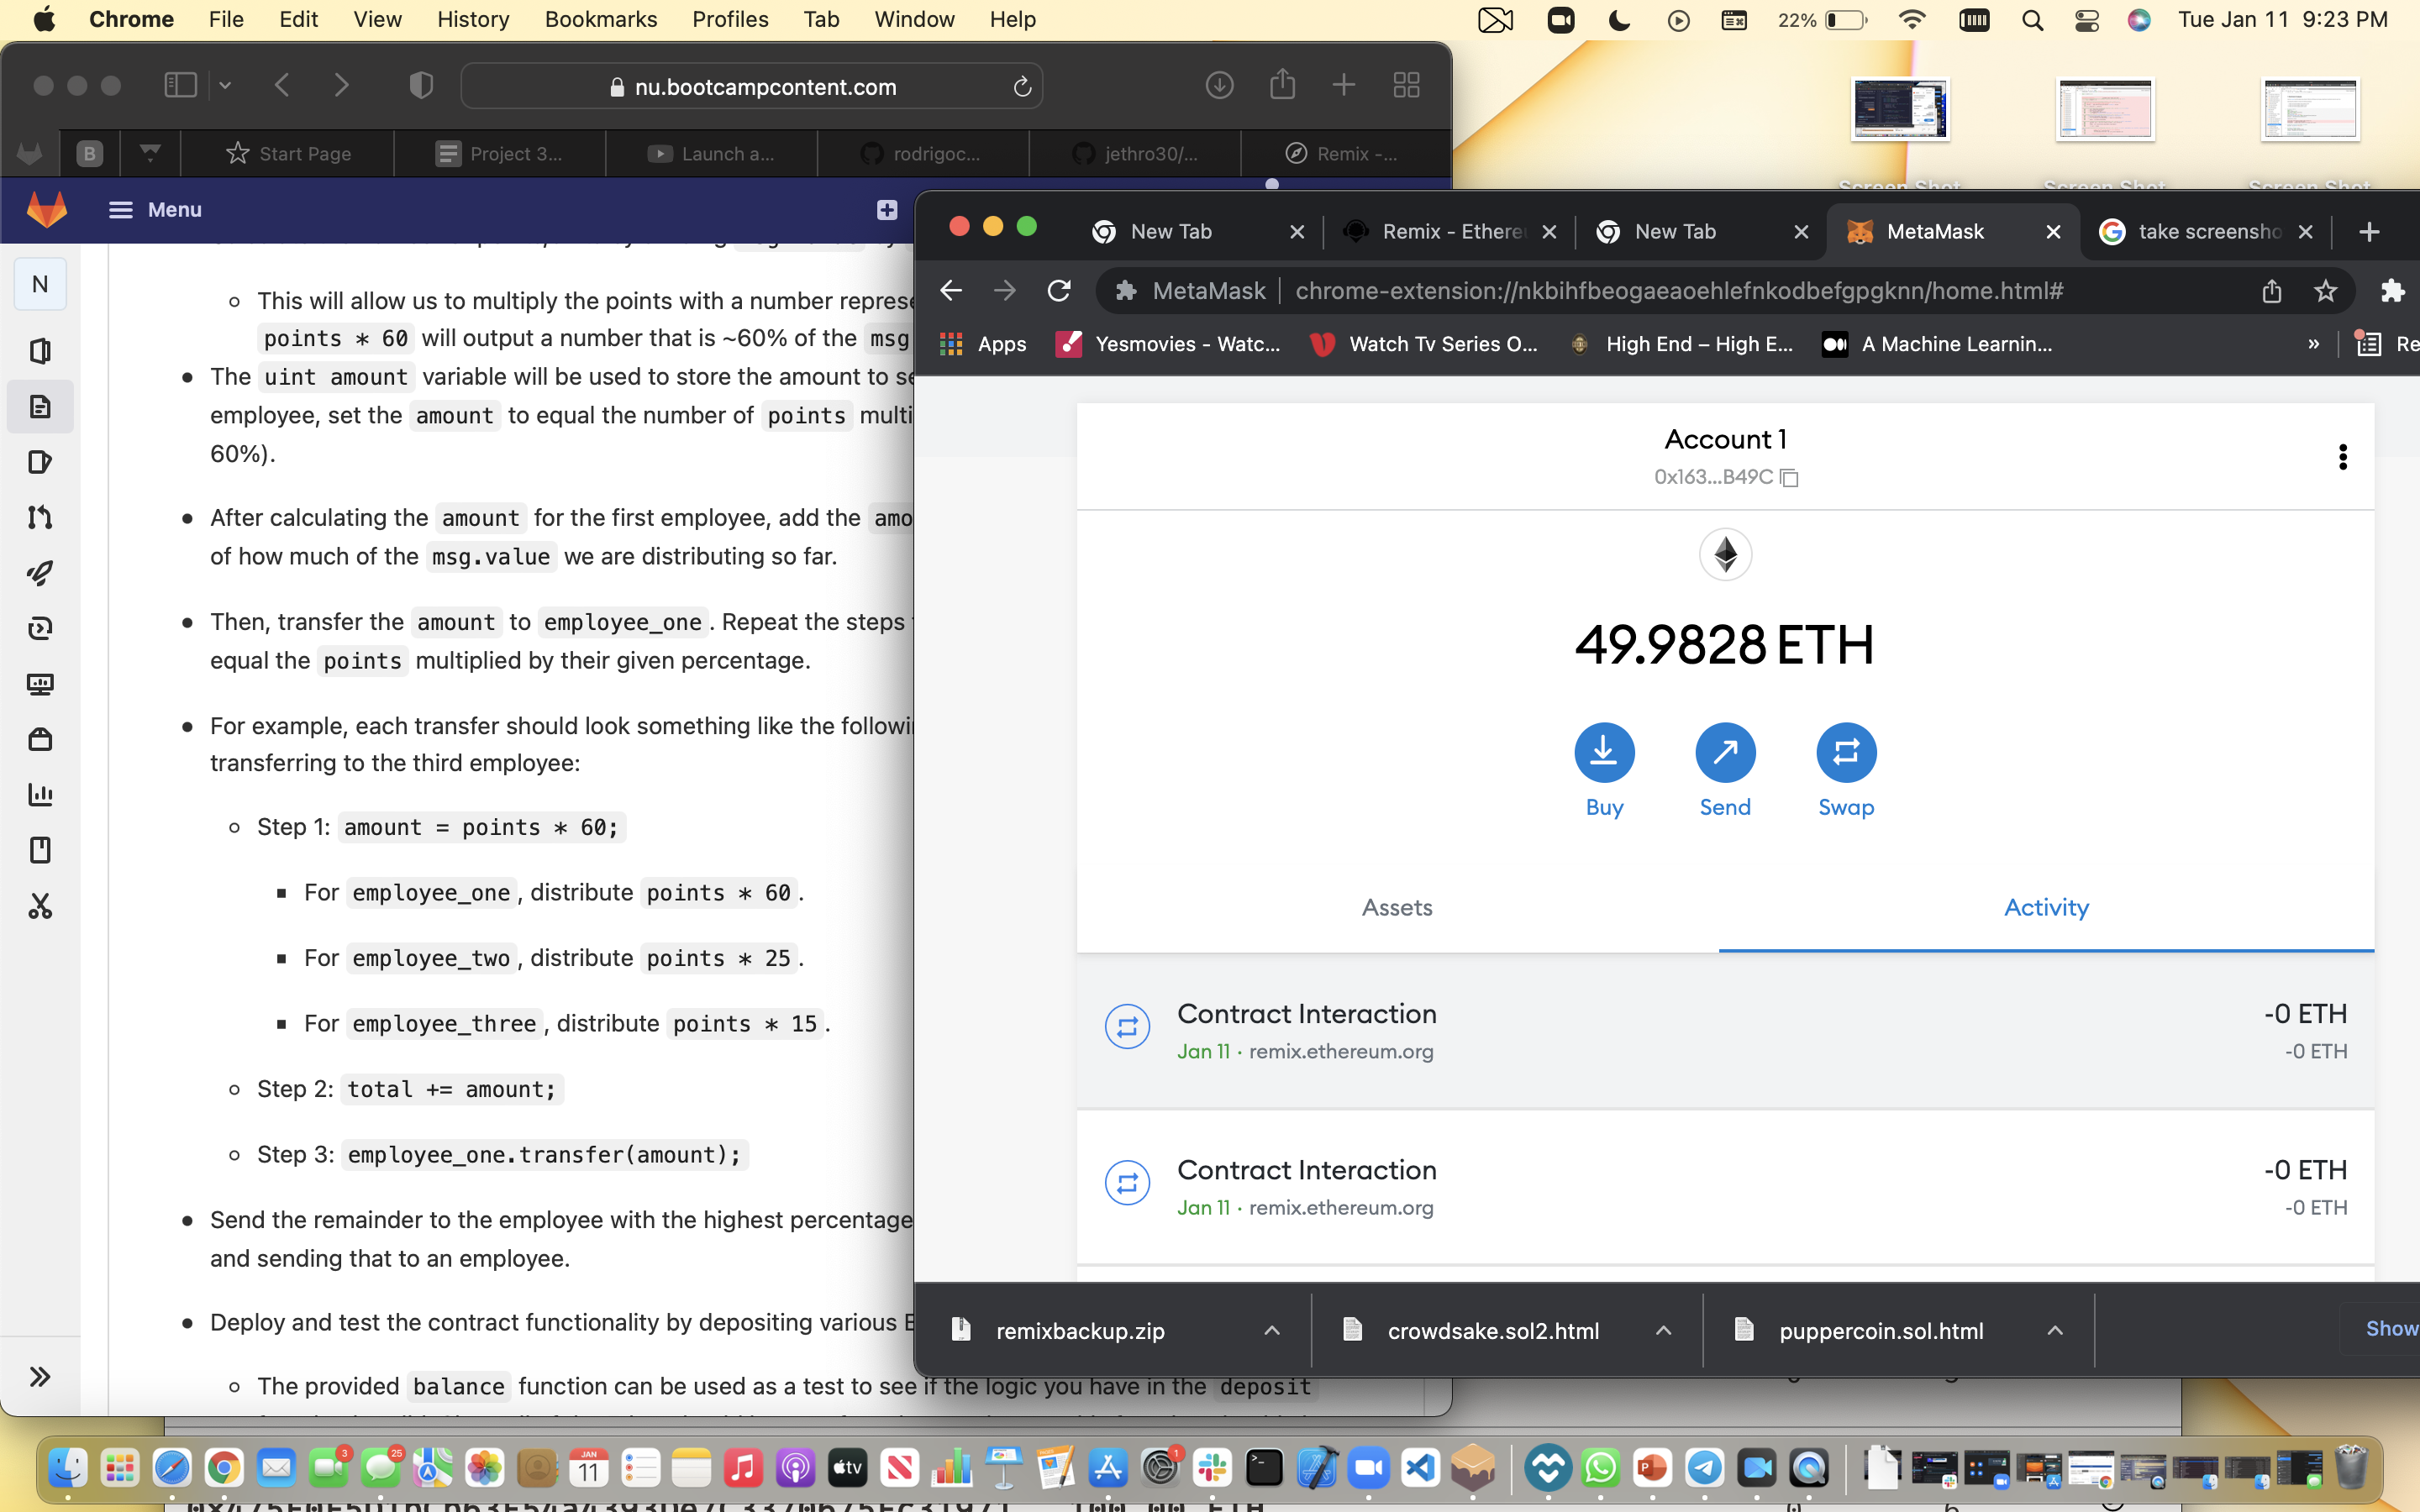 Chrome File Edit View History Bookmarks Profiles Tab Window Help
22% Tue Jan 11 9:23 PM
nu.bootcampcontent.com
B Start Page Project 3... Launch a... rodrigoc... jethro30/... Remix -...
Menu
N
This will allow us to multiply the points with a number represe
points * 60 will output a number that is ~60% of the msg
The uint amount variable will be used to store the amount to se
employee, set the amount to equal the number of points multi
60%).
After calculating the amount for the first employee, add the amo
of how much of the msg.value we are distributing so far.
Then, transfer the amount to employee_one. Repeat the steps
equal the points multiplied by their given percentage.
For example, each transfer should look something like the followi
transferring to the third employee:
Step 1: amount = points * 60;
For employee_one, distribute points * 60.
For employee_two, distribute points * 25.
For employee_three, distribute points * 15.
Step 2: total += amount;
Step 3: employee_one.transfer(amount);
Send the remainder to the employee with the highest percentage
and sending that to an employee.
Deploy and test the contract functionality by depositing various E
The provided balance function can be used as a test to see if the logic you have in the deposit
Screen Shot Screen Shot Screen Shot
New Tab Remix - Ethere New Tab MetaMask take screensho
MetaMask chrome-extension://nkbihfbeogaeaoehlefnkodbefgpgknn/home.html#
Apps Yesmovies - Watc... Watch Tv Series O... High End – High E... A Machine Learnin... » Re
Account 1
0x163...B49C
49.9828 ETH
Buy Send Swap
Assets Activity
Contract Interaction -0 ETH
Jan 11 · remix.ethereum.org -0 ETH
Contract Interaction -0 ETH
Jan 11 · remix.ethereum.org -0 ETH
remixbackup.zip crowdsake.sol2.html puppercoin.sol.html Show
3 25 JAN 11 tv 1